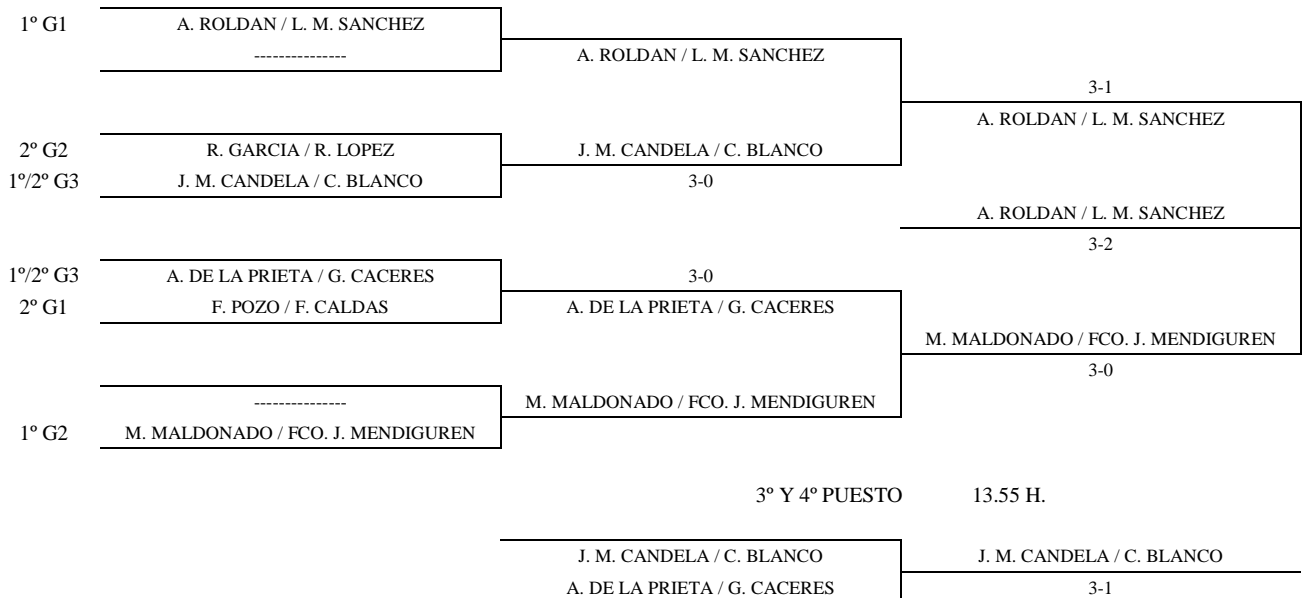 1º G1 A. ROLDAN / L. M. SANCHEZ
--------------- A. ROLDAN / L. M. SANCHEZ
3-1
A. ROLDAN / L. M. SANCHEZ
2º G2 R. GARCIA / R. LOPEZ J. M. CANDELA / C. BLANCO
1º/2º G3 J. M. CANDELA / C. BLANCO 3-0
A. ROLDAN / L. M. SANCHEZ
3-2
1º/2º G3 A. DE LA PRIETA / G. CACERES 3-0
2º G1 F. POZO / F. CALDAS A. DE LA PRIETA / G. CACERES
M. MALDONADO / FCO. J. MENDIGUREN
3-0
--------------- M. MALDONADO / FCO. J. MENDIGUREN
1º G2 M. MALDONADO / FCO. J. MENDIGUREN
3º Y 4º PUESTO 13.55 H.
J. M. CANDELA / C. BLANCO J. M. CANDELA / C. BLANCO
A. DE LA PRIETA / G. CACERES 3-1